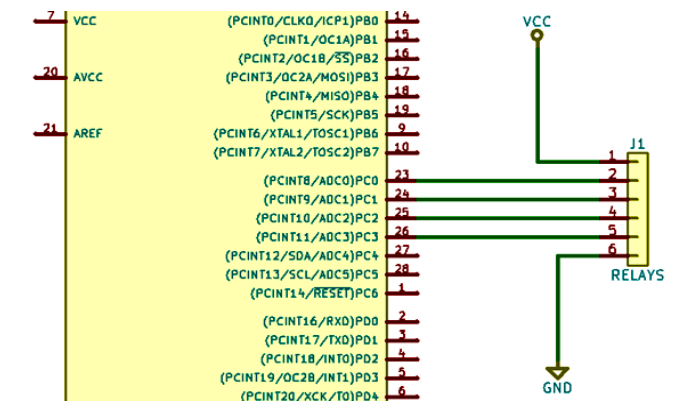 7 VCC (PCINT0/CLKO/ICP1)PB0 14
(PCINT1/OC1A)PB1 15
(PCINT2/OC1B/SS)PB2 16
20 AVCC (PCINT3/OC2A/MOSI)PB3 17
(PCINT4/MISO)PB4 18
(PCINT5/SCK)PB5 19
21 AREF (PCINT6/XTAL1/TOSC1)PB6 9
(PCINT7/XTAL2/TOSC2)PB7 10
(PCINT8/ADC0)PC0 23
(PCINT9/ADC1)PC1 24
(PCINT10/ADC2)PC2 25
(PCINT11/ADC3)PC3 26
(PCINT12/SDA/ADC4)PC4 27
(PCINT13/SCL/ADC5)PC5 28
(PCINT14/RESET)PC6 1
(PCINT16/RXD)PD0 2
(PCINT17/TXD)PD1 3
(PCINT18/INT0)PD2 4
(PCINT19/OC2B/INT1)PD3 5
(PCINT20/XCK/T0)PD4 6
VCC
J1
1
2
3
4
5
6
RELAYS
GND